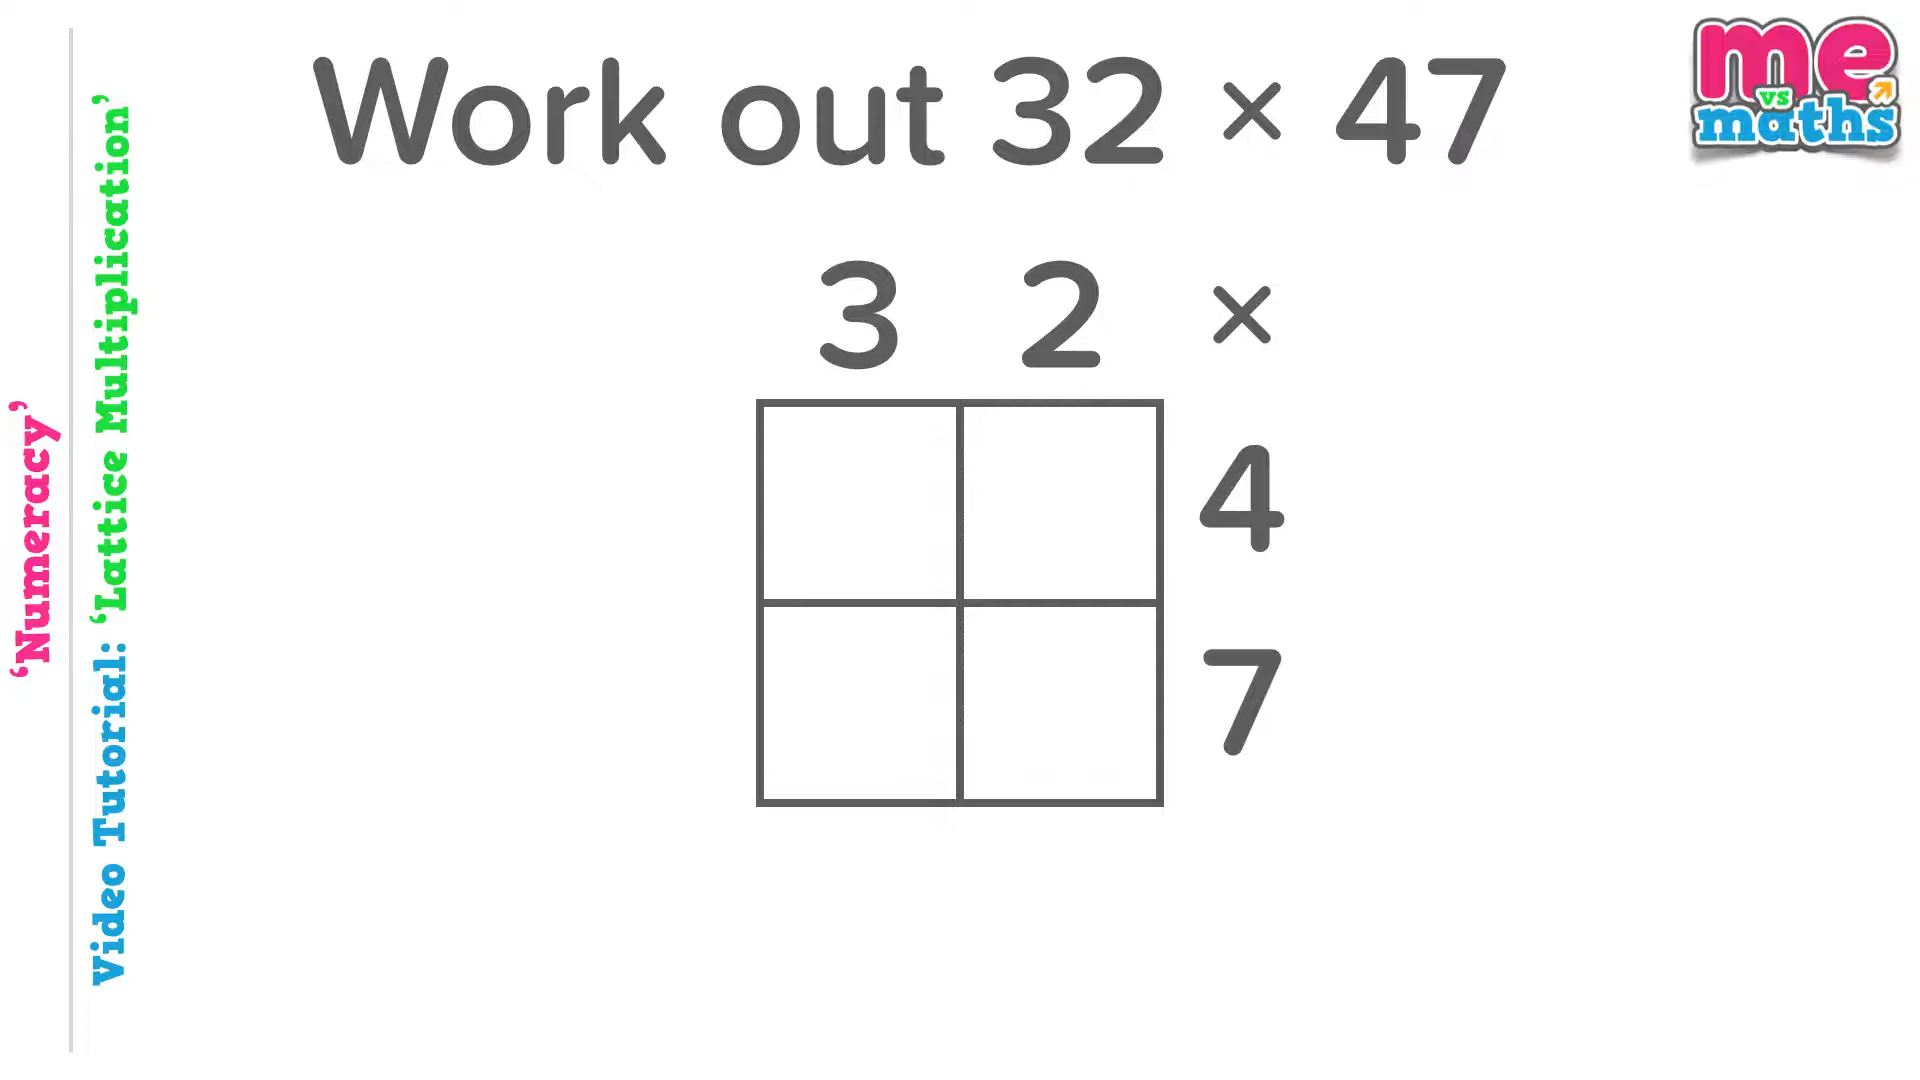 Work out 32 × 47
me
vs
maths
3 2 ×
4
7
‘Numeracy’
Video Tutorial: ‘Lattice Multiplication’